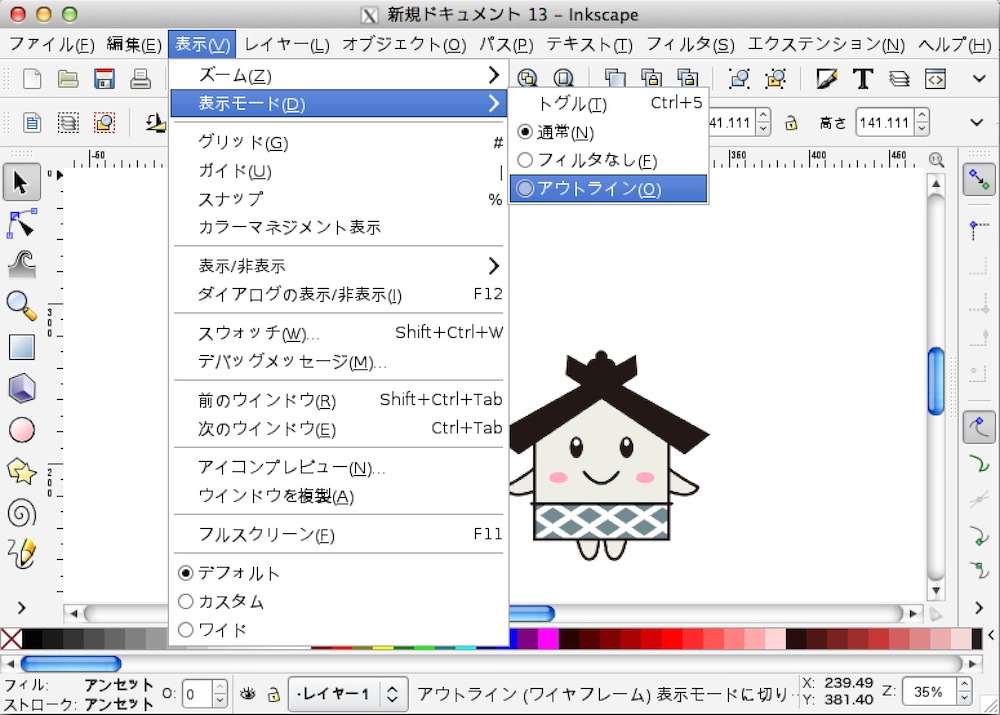 新規ドキュメント 13 – Inkscape
ファイル(F) 編集(E) 表示(V) レイヤー(L) オブジェクト(O) パス(P) テキスト(T) フィルタ(S) エクステンション(N) ヘルプ(H)
ズーム(Z)
表示モード(D)
トグル(T) Ctrl+5
通常(N)
フィルタなし(F)
アウトライン(O)
41.111 高さ 141.111
グリッド(G) #
ガイド(U) |
スナップ %
カラーマネジメント表示
表示/非表示
ダイアログの表示/非表示(I) F12
スウォッチ(W)... Shift+Ctrl+W
デバッグメッセージ(M)...
前のウインドウ(R) Shift+Ctrl+Tab
次のウインドウ(E) Ctrl+Tab
アイコンプレビュー(N)...
ウインドウを複製(A)
フルスクリーン(F) F11
デフォルト
カスタム
ワイド
-50 350 400 450
0
300
200
フィル: アンセット O: 0 ·レイヤー1 アウトライン (ワイヤフレーム) 表示モードに切り X: 239.49 Z: 35%
ストローク: アンセット Y: 381.40